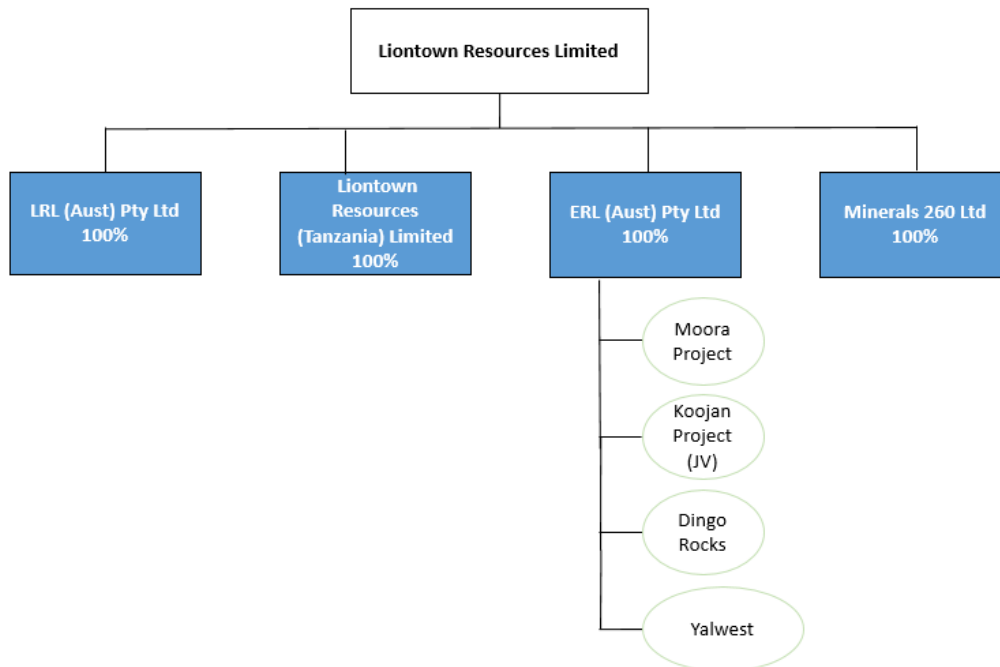 Liontown Resources Limited
LRL (Aust) Pty Ltd
100%
Liontown
Resources
(Tanzania) Limited
100%
ERL (Aust) Pty Ltd
100%
Minerals 260 Ltd
100%
Moora
Project
Koojan
Project
(JV)
Dingo
Rocks
Yalwest